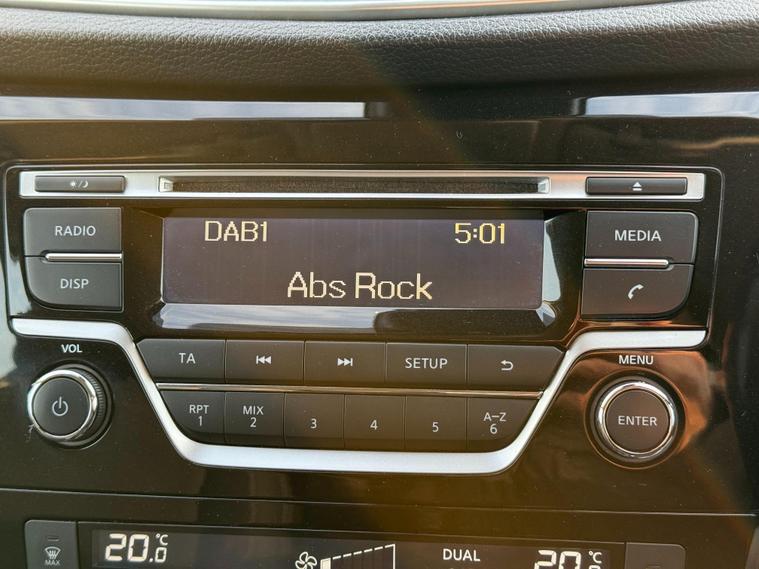 RADIO
DAB1 5:01
MEDIA
DISP
Abs Rock
VOL
TA
SETUP
MENU
RPT
1
MIX
2
3
4
5
A-Z
6
ENTER
MAX
20.0 °C
DUAL
20.0 °C